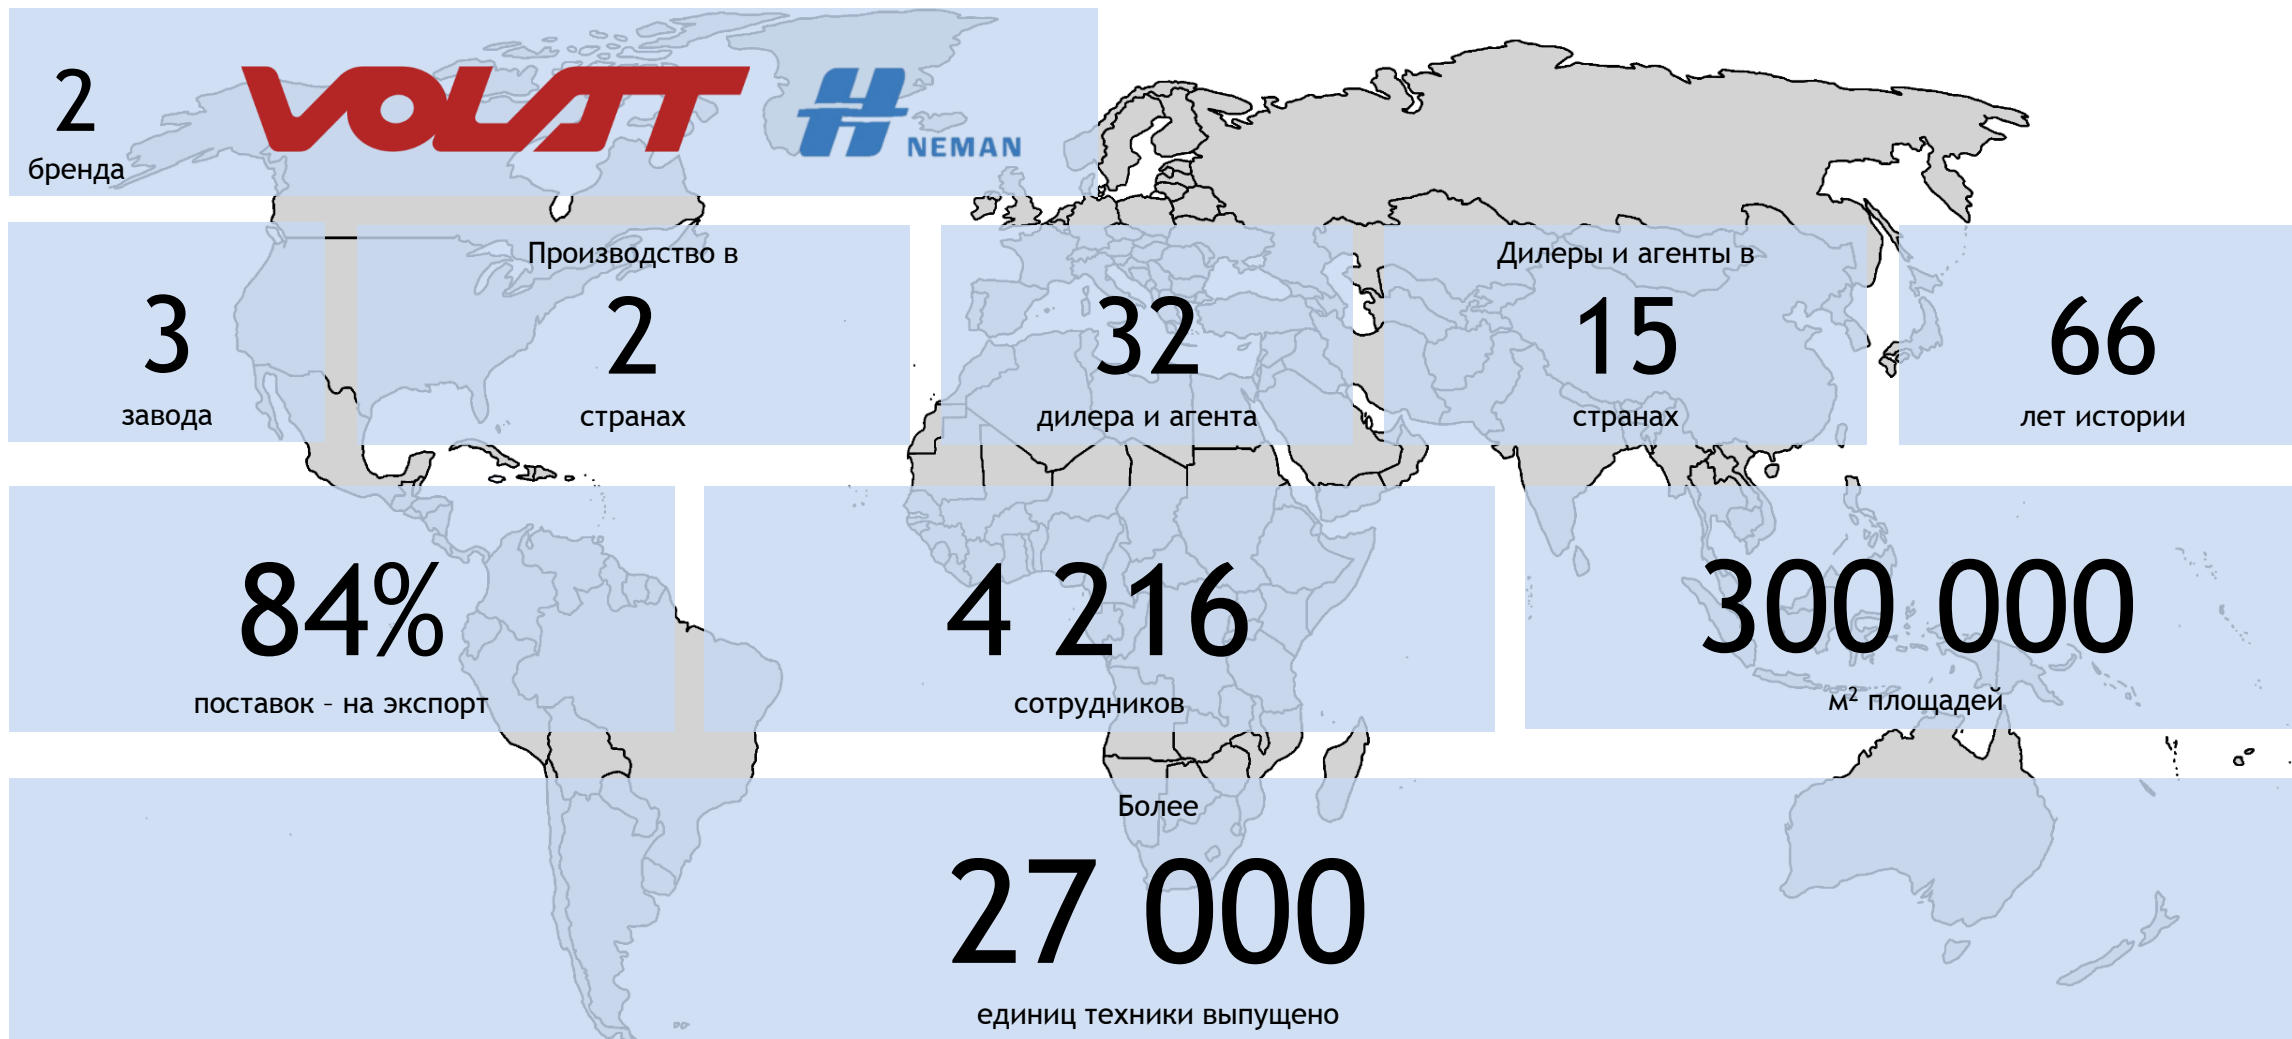 2
бренда
VOLAT
NEMAN
3
завода
Производство в
2
странах
32
дилера и агента
Дилеры и агенты в
15
странах
66
лет истории
84%
поставок – на экспорт
4 216
сотрудников
300 000
м² площадей
Более
27 000
единиц техники выпущено